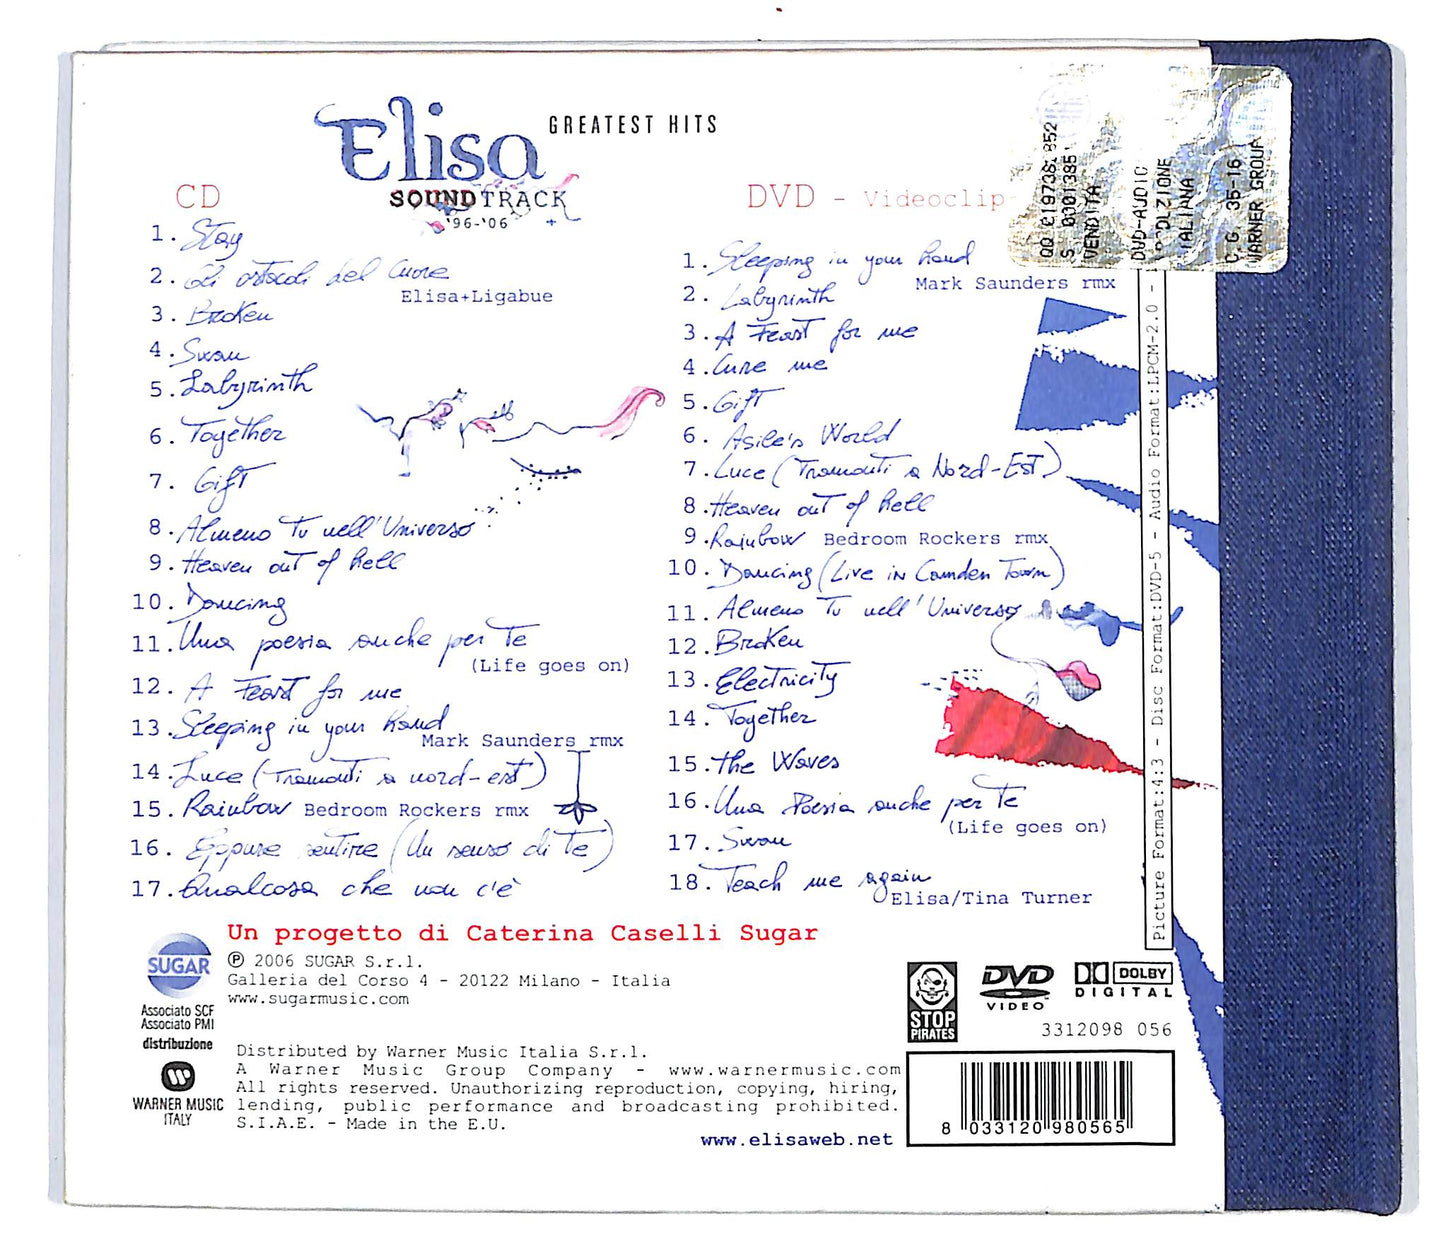 Elisa GREATEST HITS
SOUNDTRACK
'96-'06
CD
1. Stay
2. Gli ostacoli del Cuore
Elisa+Ligabue
3. Broken
4. Swan
5. Labyrinth
6. Together
7. Gift
8. Almeno Tu nell'Universo
9. Heaven out of hell
10. Dancing
11. Una poesia anche per Te
(Life goes on)
12. A Feast for me
13. Sleeping in your hand
Mark Saunders rmx
14. Luce (Tramonti a nord-est)
15. Rainbow Bedroom Rockers rmx
16. Eppure sentire (Un senso di te)
17. Qualcosa che non c'è
DVD - Videoclip
1. Sleeping in your hand
Mark Saunders rmx
2. Labyrinth
3. A Feast for me
4. Cure me
5. Gift
6. Asile's World
7. Luce (Tramonti a Nord-Est)
8. Heaven out of hell
9. Rainbow Bedroom Rockers rmx
10. Dancing (Live in Camden Town)
11. Almeno Tu nell'Universo
12. Broken
13. Electricity
14. Together
15. the Waves
16. Una Poesia anche per Te
(Life goes on)
17. Swan
18. Teach me again
Elisa/Tina Turner
VENDITA
DVD-AUDIO
ITALIANA
C.G. 35-16
WARNER GROUP
Picture Format:4:3 - Disc Format:DVD-5 - Audio Format:LPCM-2.0 -
Un progetto di Caterina Caselli Sugar
SUGAR
℗ 2006 SUGAR S.r.l.
Galleria del Corso 4 - 20122 Milano - Italia
www.sugarmusic.com
Associato SCF
Associato PMI
distribuzione
WARNER MUSIC
ITALY
Distributed by Warner Music Italia S.r.l.
A Warner Music Group Company - www.warnermusic.com
All rights reserved. Unauthorizing reproduction, copying, hiring,
lending, public performance and broadcasting prohibited.
S.I.A.E. - Made in the E.U.
www.elisaweb.net
STOP
PIRATES
DVD
VIDEO
DOLBY
DIGITAL
3312098 056
8 033120 980565